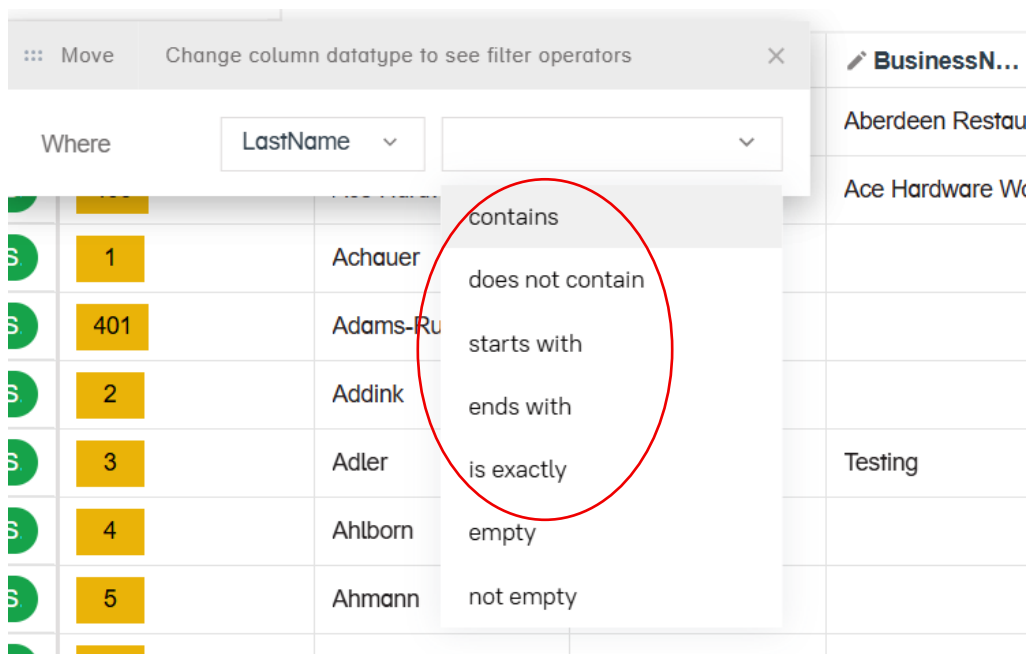 Move Change column datatype to see filter operators
BusinessN...
Where LastName
Aberdeen Restau
Ace Hardware Wo
contains
S. 1 Achauer
does not contain
S. 401 Adams-Ru
starts with
S. 2 Addink
ends with
S. 3 Adler Testing
is exactly
S. 4 Ahlborn
empty
S. 5 Ahmann
not empty